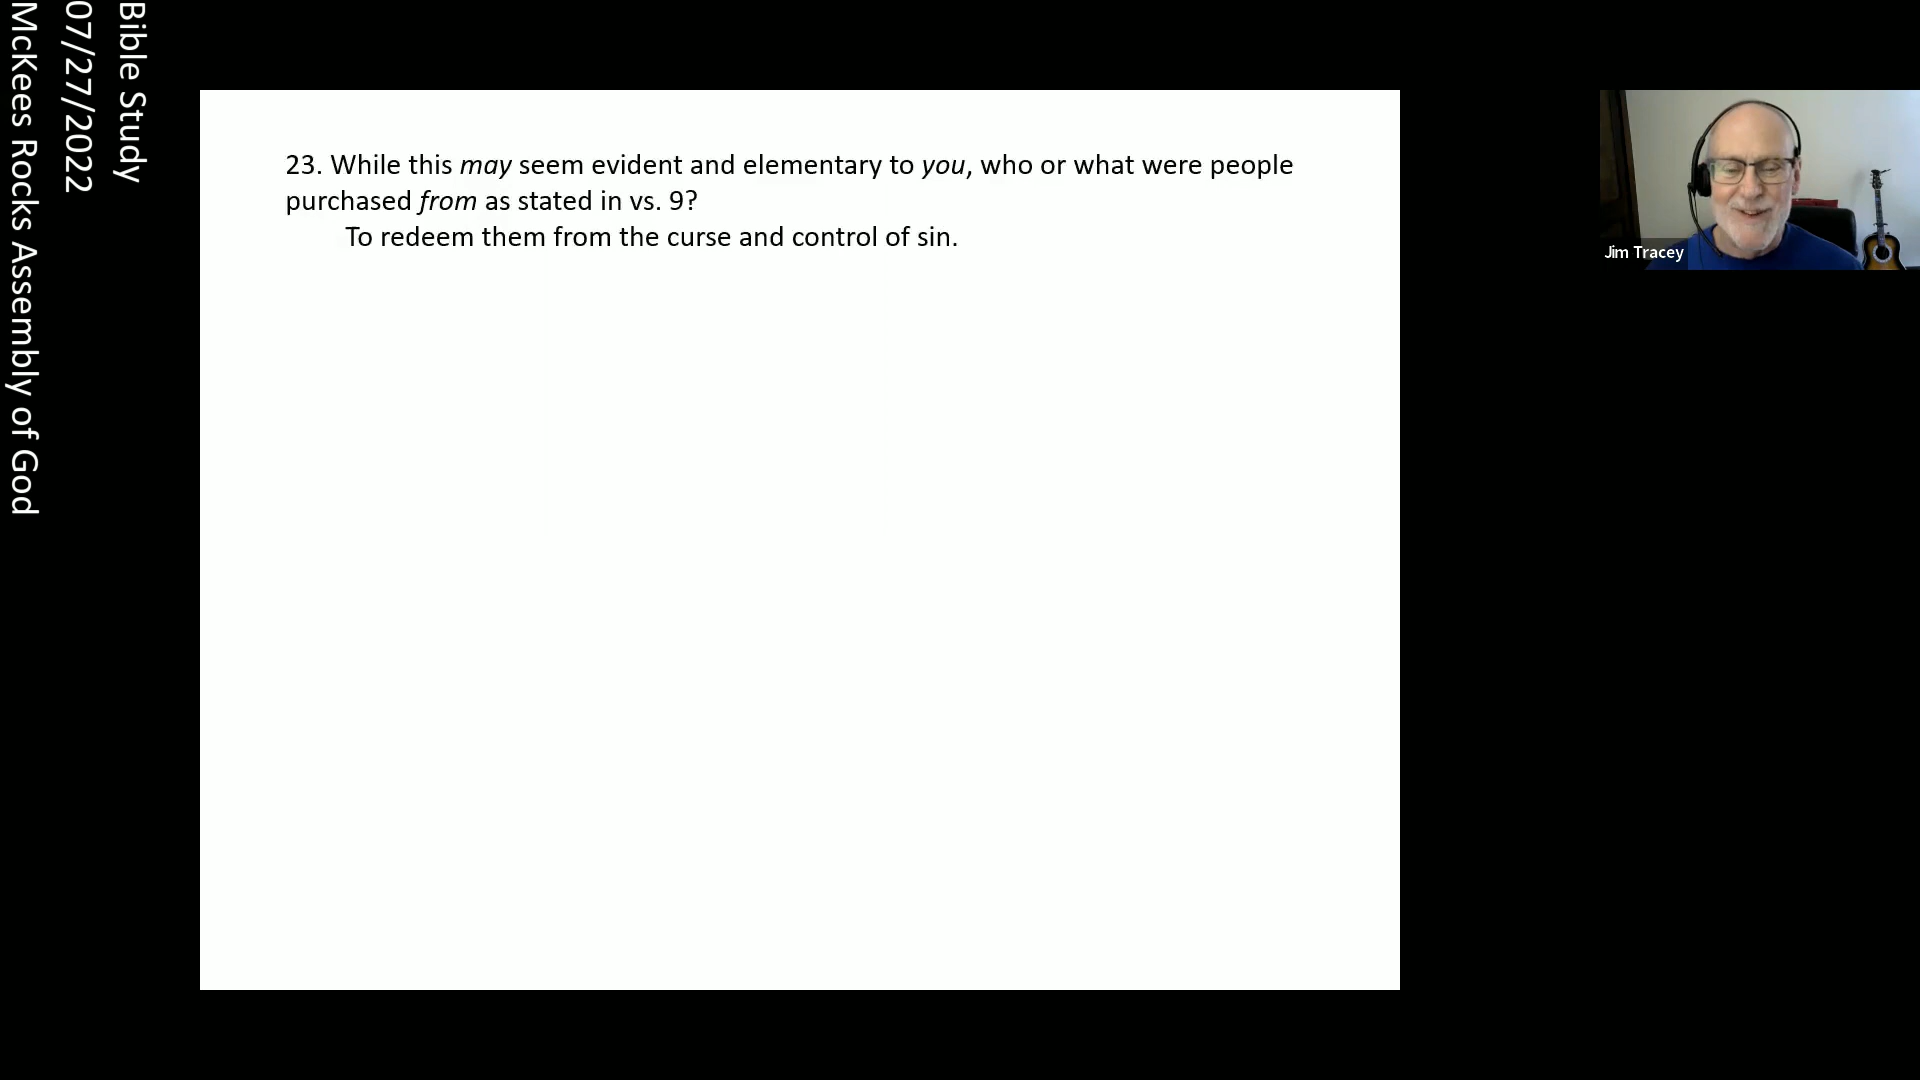 Bible Study
07/27/2022
McKees Rocks Assembly of God
23. While this may seem evident and elementary to you, who or what were people
purchased from as stated in vs. 9?
To redeem them from the curse and control of sin.
Jim Tracey